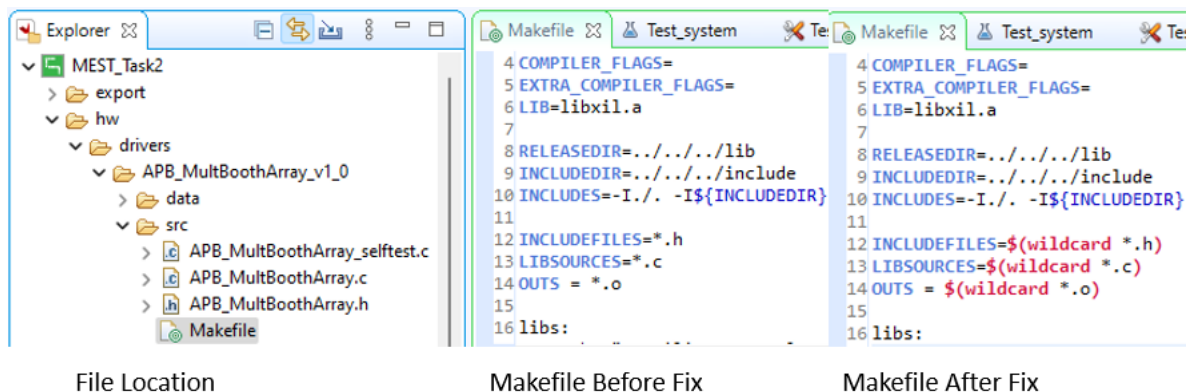 Explorer
MEST_Task2
export
hw
drivers
APB_MultBoothArray_v1_0
data
src
APB_MultBoothArray_selftest.c
APB_MultBoothArray.c
APB_MultBoothArray.h
Makefile
File Location
Makefile Test_system Te
4 COMPILER_FLAGS=
5 EXTRA_COMPILER_FLAGS=
6 LIB=libxil.a
7
8 RELEASEDIR=../../../lib
9 INCLUDEDIR=../../../include
10 INCLUDES=-I./. -I${INCLUDEDIR}
11
12 INCLUDEFILES=*.h
13 LIBSOURCES=*.c
14 OUTS = *.o
15
16 libs:
Makefile Before Fix
Makefile Test_system Tes
4 COMPILER_FLAGS=
5 EXTRA_COMPILER_FLAGS=
6 LIB=libxil.a
7
8 RELEASEDIR=../../../lib
9 INCLUDEDIR=../../../include
10 INCLUDES=-I./. -I${INCLUDEDIR}
11
12 INCLUDEFILES=$(wildcard *.h)
13 LIBSOURCES=$(wildcard *.c)
14 OUTS = $(wildcard *.o)
15
16 libs:
Makefile After Fix